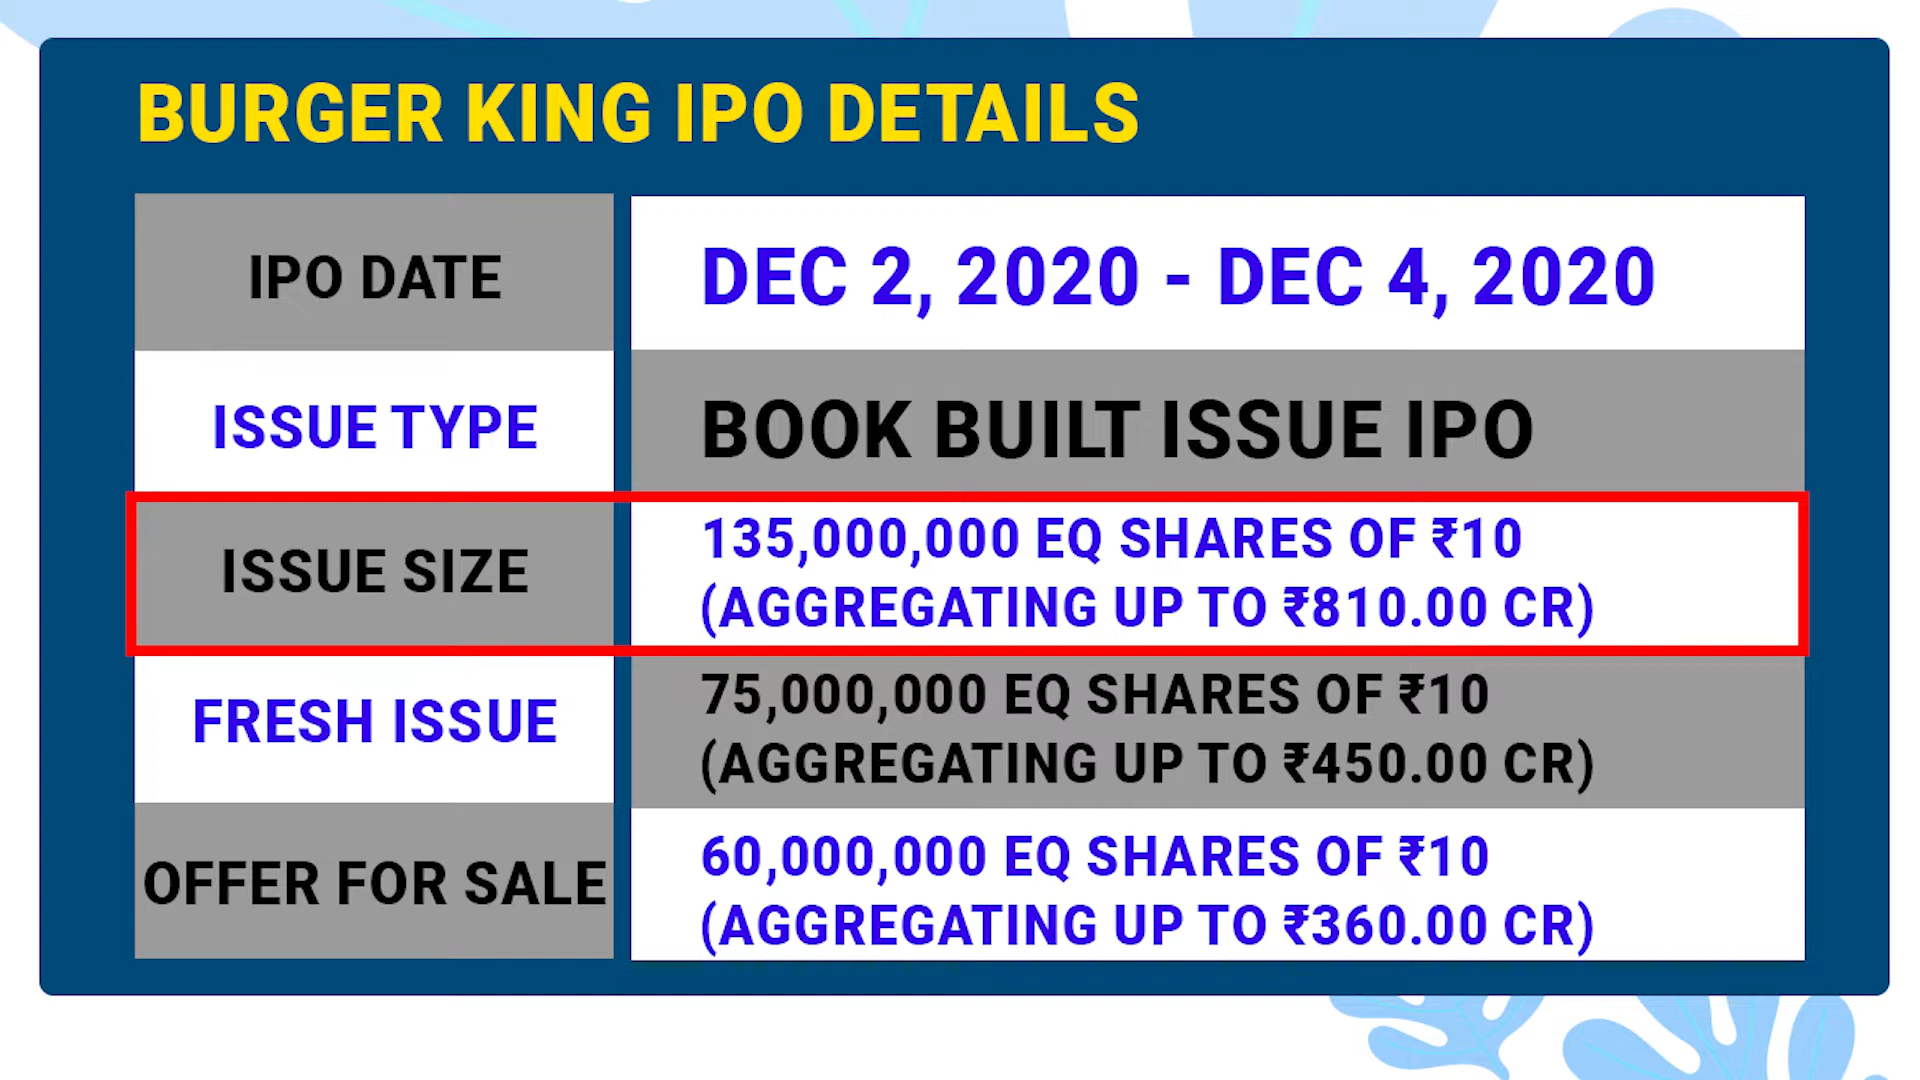 BURGER KING IPO DETAILS
IPO DATE
DEC 2, 2020 - DEC 4, 2020
ISSUE TYPE
BOOK BUILT ISSUE IPO
ISSUE SIZE
135,000,000 EQ SHARES OF ₹10
(AGGREGATING UP TO ₹810.00 CR)
FRESH ISSUE
75,000,000 EQ SHARES OF ₹10
(AGGREGATING UP TO ₹450.00 CR)
OFFER FOR SALE
60,000,000 EQ SHARES OF ₹10
(AGGREGATING UP TO ₹360.00 CR)